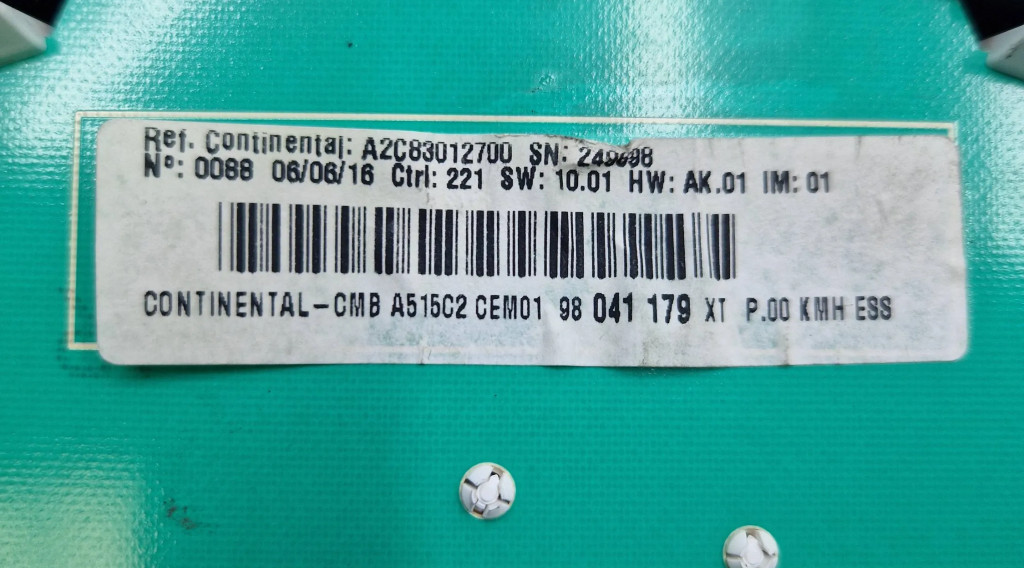 Ref. Continental: A2C83012700 SN:
Nº: 0088 06/06/16 Ctrl: 221 SW: 10.01 HW: AK.01 IM: 01
CONTINENTAL-CMB A515C2 CEM01 98 041 179 XT P.00 KMH ESS